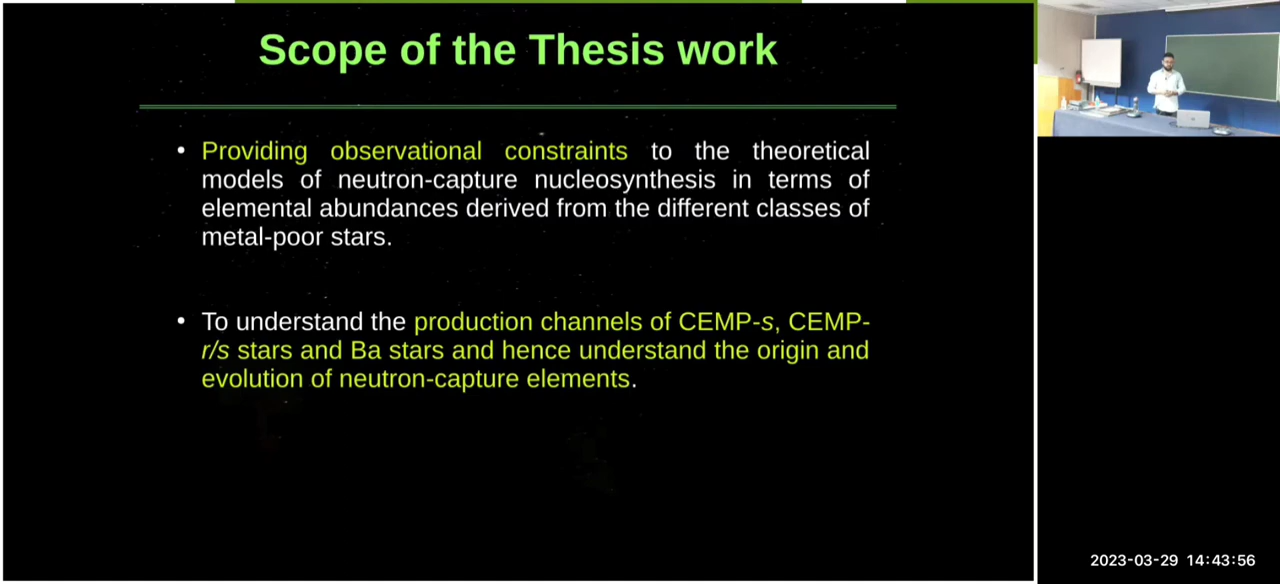 Scope of the Thesis work
• Providing observational constraints to the theoretical
models of neutron-capture nucleosynthesis in terms of
elemental abundances derived from the different classes of
metal-poor stars.
• To understand the production channels of CEMP-s, CEMP-
r/s stars and Ba stars and hence understand the origin and
evolution of neutron-capture elements.
2023-03-29 14:43:56